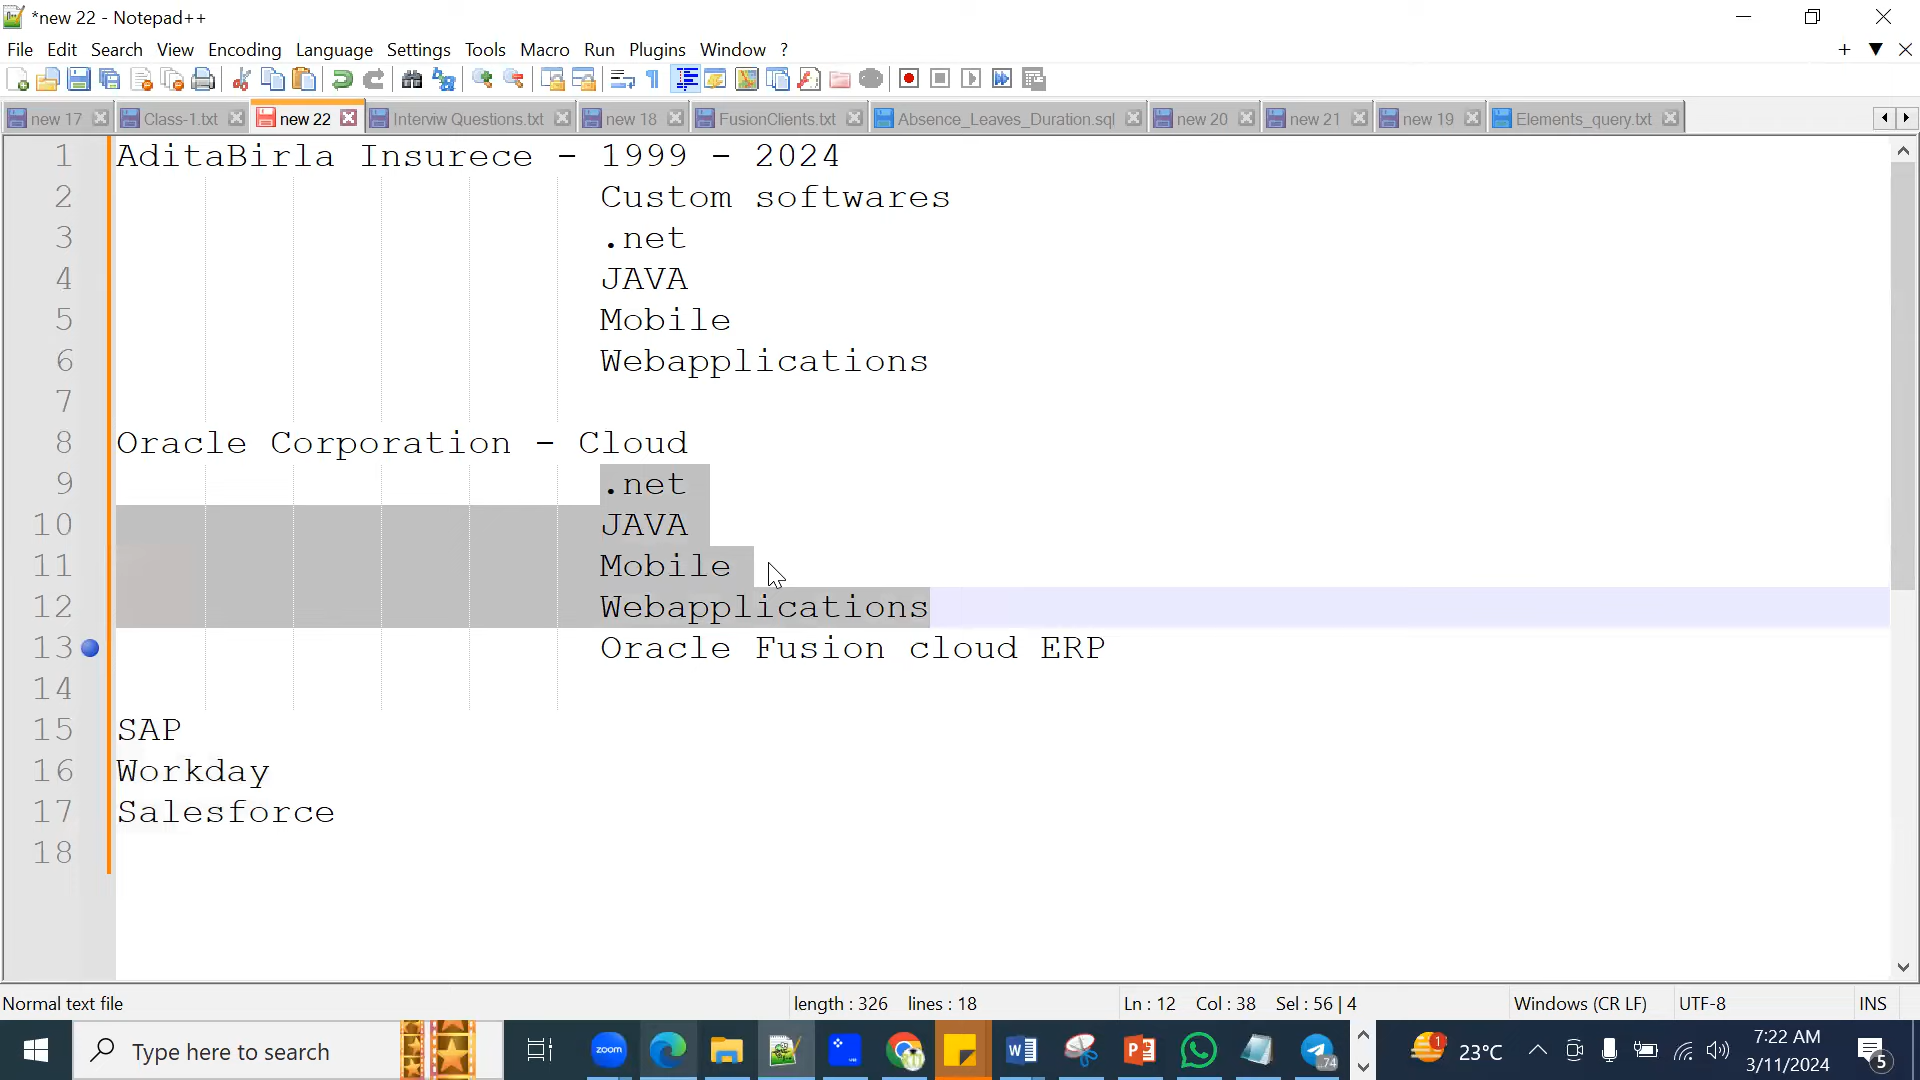 *new 22 - Notepad++
File Edit Search View Encoding Language Settings Tools Macro Run Plugins Window ?
new 17 Class-1.txt new 22 Interviw Questions.txt new 18 FusionClients.txt Absence_Leaves_Duration.sql new 20 new 21 new 19 Elements_query.txt
1 AditaBirla Insurece - 1999 - 2024
2 Custom softwares
3 .net
4 JAVA
5 Mobile
6 Webapplications
7
8 Oracle Corporation - Cloud
9 .net
10 JAVA
11 Mobile
12 Webapplications
13 Oracle Fusion cloud ERP
14
15 SAP
16 Workday
17 Salesforce
18
Normal text file length : 326 lines : 18 Ln : 12 Col : 38 Sel : 56 | 4 Windows (CR LF) UTF-8 INS
Type here to search zoom 74 1 23°C 7:22 AM 5
3/11/2024